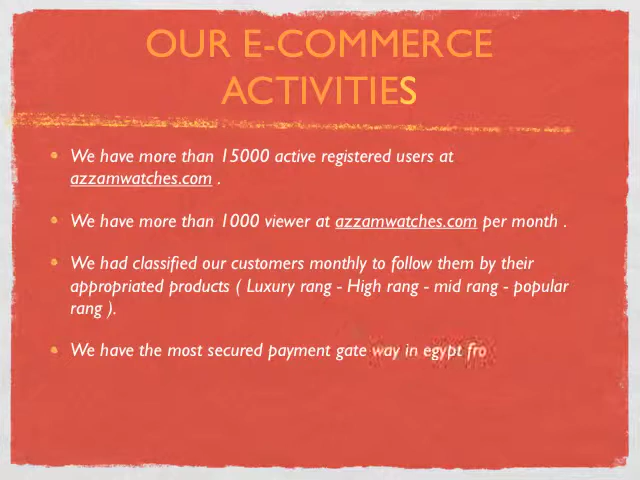 OUR E-COMMERCE
ACTIVITIES
We have more than 15000 active registered users at
azzamwatches.com .
We have more than 1000 viewer at azzamwatches.com per month .
We had classified our customers monthly to follow them by their
appropriated products ( Luxury rang - High rang - mid rang - popular
rang ).
We have the most secured payment gate way in egypt fro